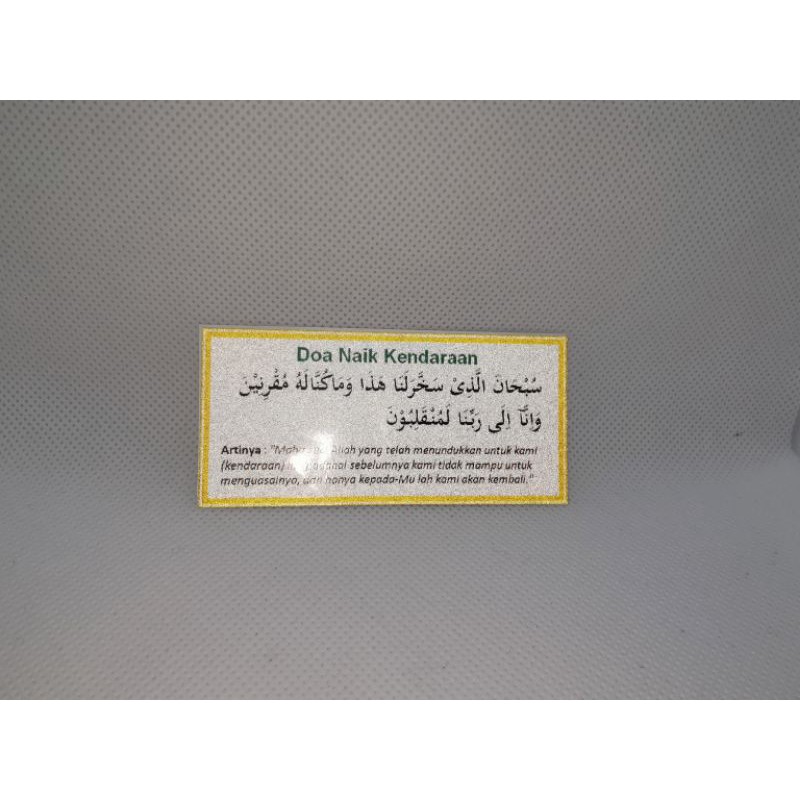 Doa Naik Kendaraan
سُبْحَانَ الَّذِيْ سَخَّرَلَنَا هَذَا وَمَاكُنَّالَهُ مُقْرِنِيْنَ
وَاِنَّآ اِلَى رَبِّنَا لَمُنْقَلِبُوْنَ
Artinya : "Maha Allah yang telah menundukkan untuk kami
(kendaraan) sebelumnya kami tidak mampu untuk
menguasainya, dan hanya kepada-Mu lah kami akan kembali."